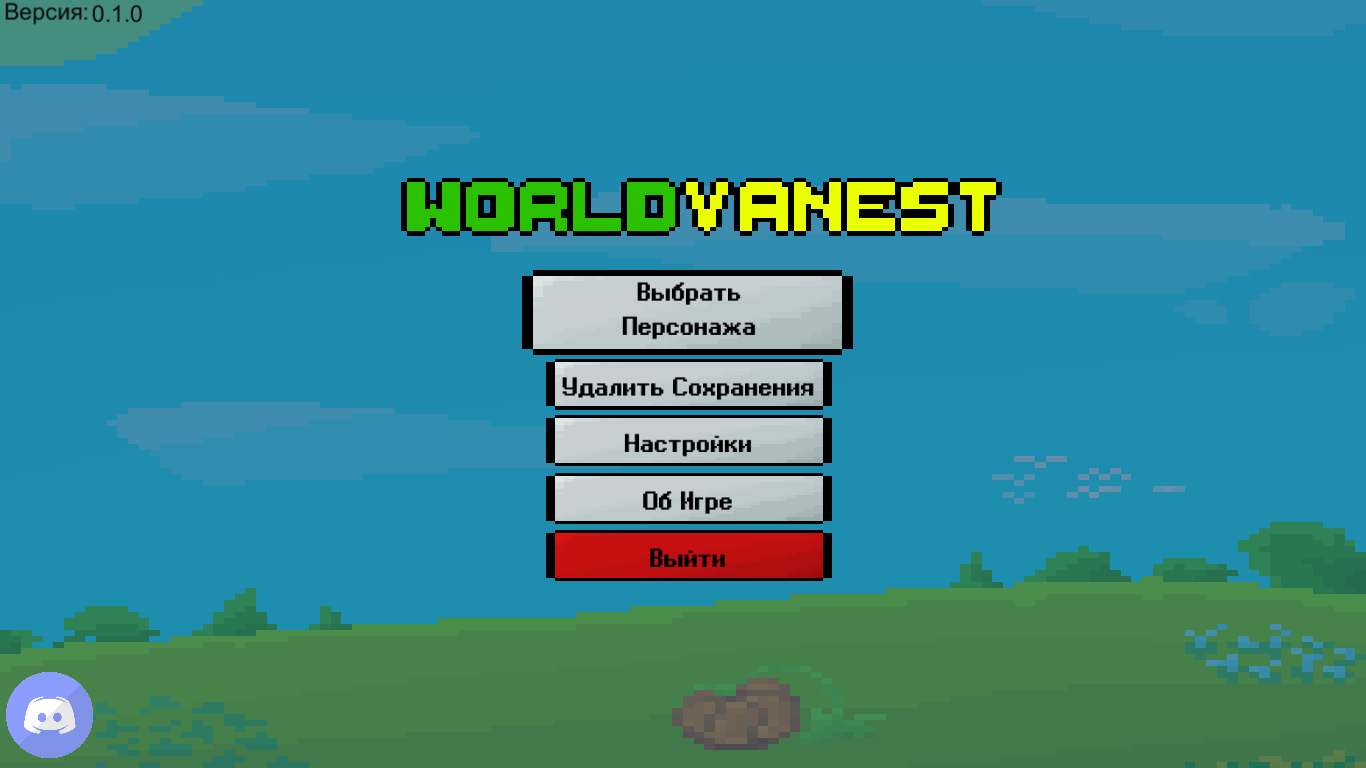 Версия: 0.1.0
WORLDVANEST
Выбрать
Персонажа
Удалить Сохранения
Настройки
Об Игре
Выйти